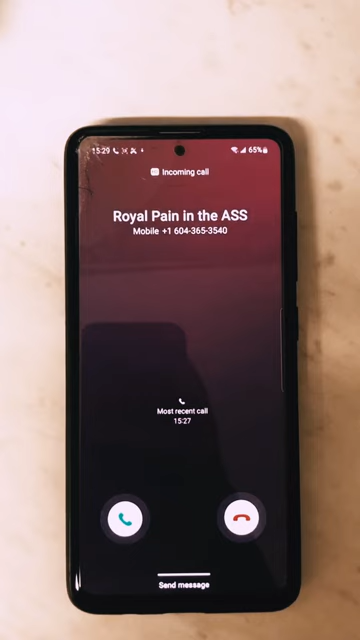 15:29
65%
Incoming call
Royal Pain in the ASS
Mobile +1 604-365-3540
Most recent call
15:27
Send message